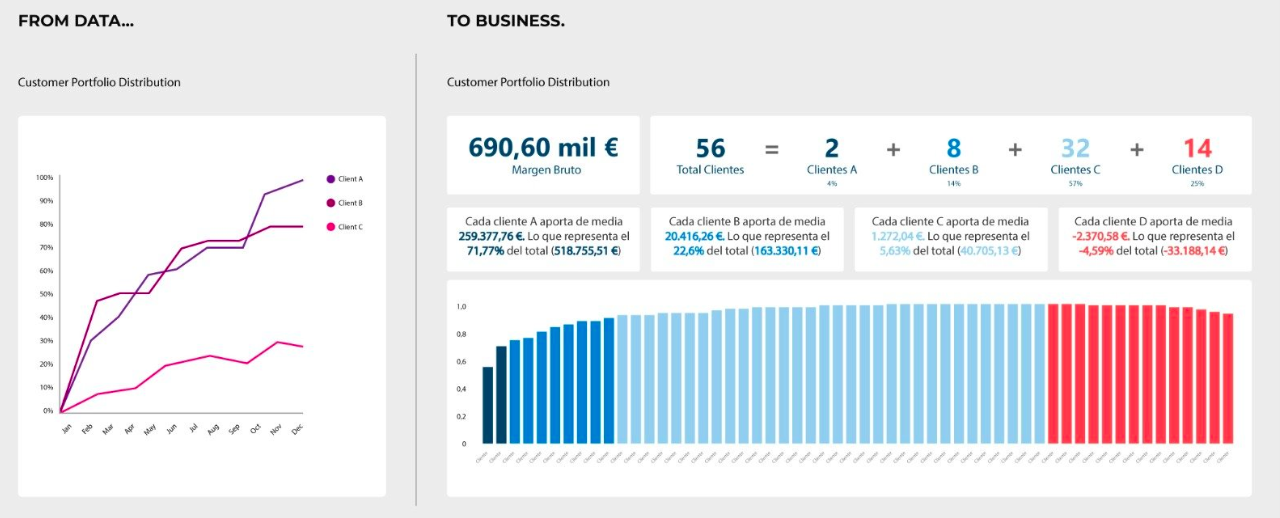 FROM DATA...
Customer Portfolio Distribution
100%
90%
80%
70%
60%
50%
40%
30%
20%
10%
0%
Jan
Feb
Mar
Apr
May
Jun
Jul
Aug
Sep
Oct
Nov
Dec
Client A
Client B
Client C
TO BUSINESS.
Customer Portfolio Distribution
690,60 mil €
Margen Bruto
56 = 2 + 8 + 32 + 14
Total Clientes Clientes A Clientes B Clientes C Clientes D
4% 14% 57% 25%
Cada cliente A aporta de media
259.377,76 €. Lo que representa el
71,77% del total (518.755,51 €)
Cada cliente B aporta de media
20.416,26 €. Lo que representa el
22,6% del total (163.330,11 €)
Cada cliente C aporta de media
1.272,04 €. Lo que representa el
5,63% del total (40.705,13 €)
Cada cliente D aporta de media
-2.370,58 €. Lo que representa el
-4,59% del total (-33.188,14 €)
1,0
0,8
0,6
0,4
0,2
0